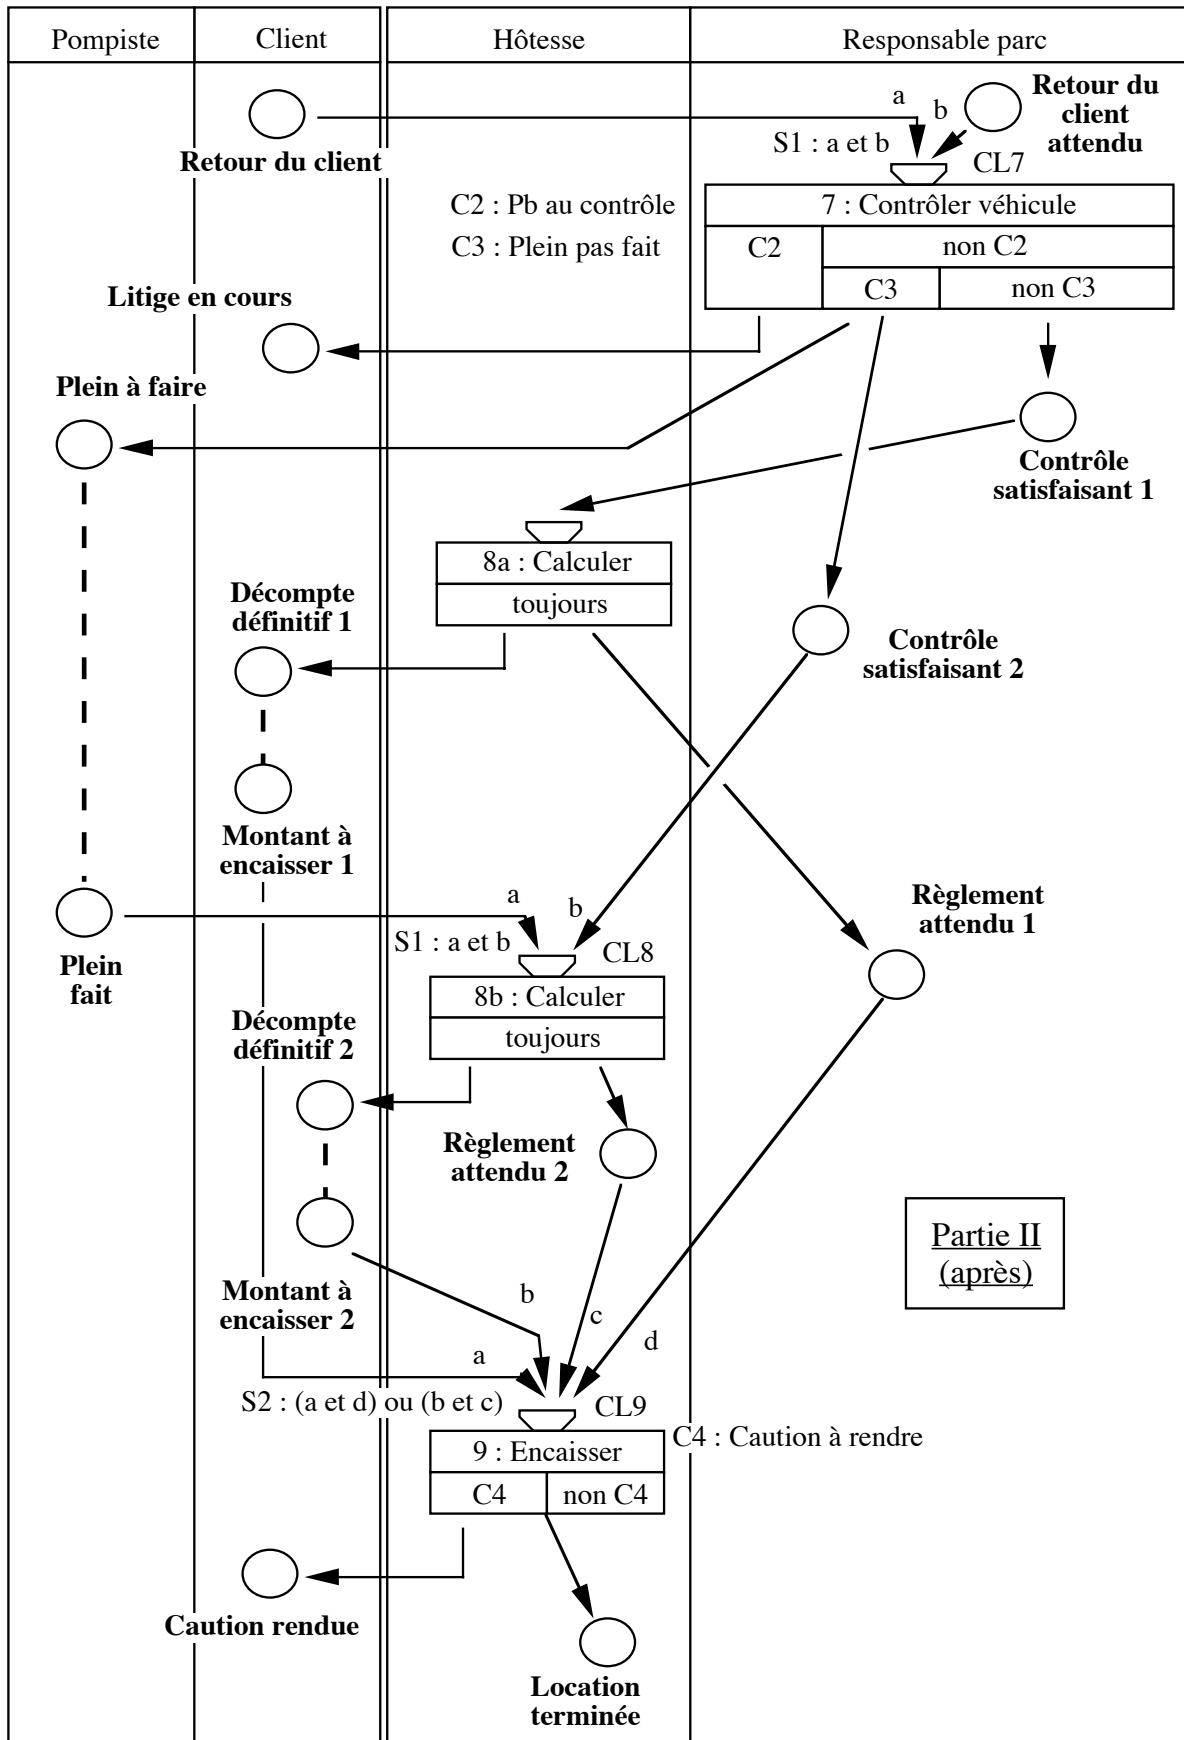 Pompiste
Client
Hôtesse
Responsable parc
a
b
Retour du
client
attendu
Retour du client
S1 : a et b
CL7
C2 : Pb au contrôle
7 : Contrôler véhicule
C3 : Plein pas fait
C2
non C2
C3
non C3
Litige en cours
Plein à faire
Contrôle
satisfaisant 1
8a : Calculer
toujours
Décompte
définitif 1
Contrôle
satisfaisant 2
Montant à
encaisser 1
a
b
Règlement
attendu 1
S1 : a et b
CL8
Plein
fait
8b : Calculer
toujours
Décompte
définitif 2
Règlement
attendu 2
Partie II
(après)
Montant à
encaisser 2
b
c
d
a
S2 : (a et d) ou (b et c)
CL9
C4 : Caution à rendre
9 : Encaisser
C4
non C4
Caution rendue
Location
terminée